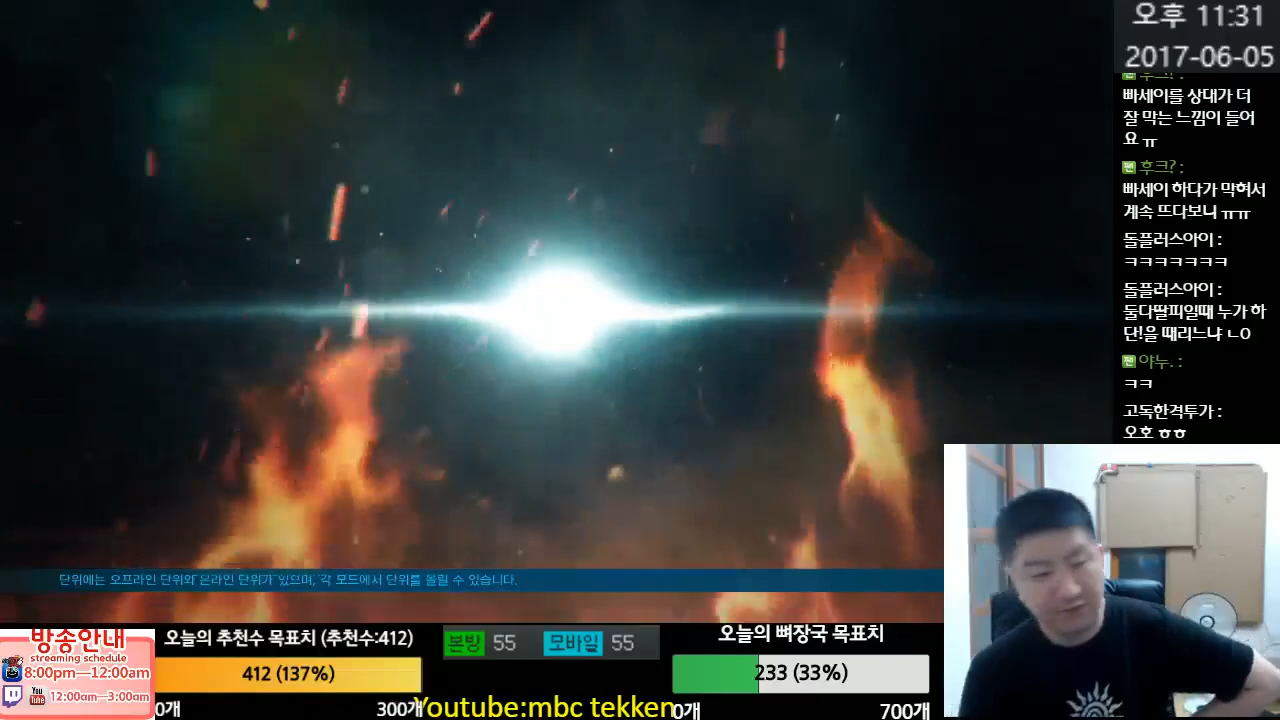 오후 11:31
2017-06-05
후크? :
빠세이를 상대가 더
잘 막는 느낌이 들어
요 ㅠ
팬 후크? :
빠세이 하다가 막혀서
계속 뜨다보니 ㅠㅠ
돌플러스아이 :
ㅋㅋㅋㅋㅋㅋㅋ
돌플러스아이 :
둘다딸피일때 누가 하
단!을 때리느냐 ㄴ0
팬 야누. :
ㅋㅋ
고독한격투가 :
오호 ㅎㅎ
단위에는 오프라인 단위와 온라인 단위가 있으며, 각 모드에서 단위를 올릴 수 있습니다.
방송안내
streaming schedule
8:00pm—12:00am
You Tube 12:00am—3:00am
오늘의 추천수 목표치 (추천수:412)
412 (137%)
0개 300개
본방 55 모바일 55
오늘의 뼈장국 목표치
233 (33%)
0개 700개
Youtube:mbc tekken